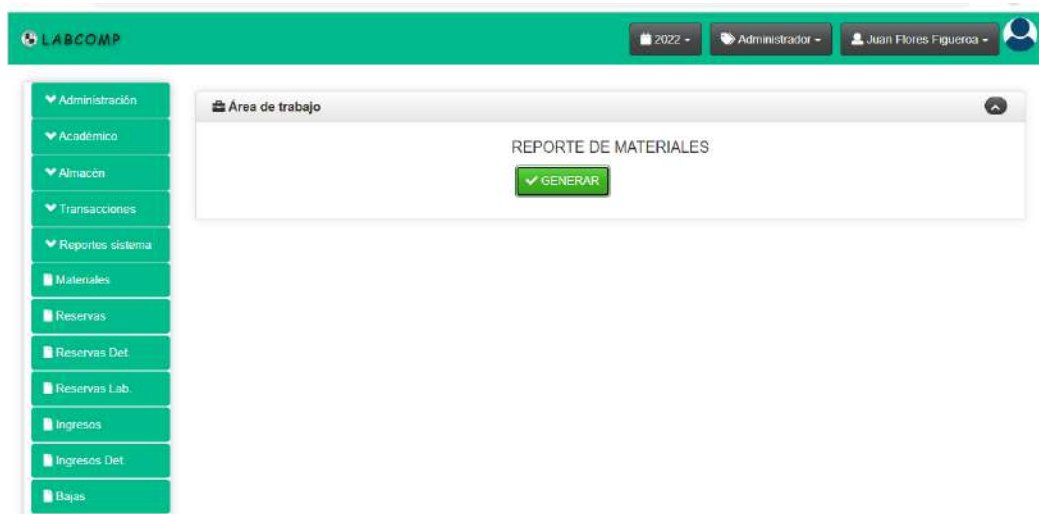 LABCOMP
2022
Administrador
Juan Flores Figueroa
Administración
Académico
Almacén
Transacciones
Reportes sistema
Materiales
Reservas
Reservas Det.
Reservas Lab.
Ingresos
Ingresos Det.
Bajas
Área de trabajo
REPORTE DE MATERIALES
GENERAR